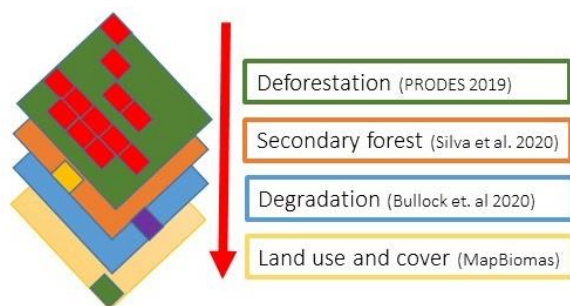 Deforestation (PRODES 2019)
Secondary forest (Silva et al. 2020)
Degradation (Bullock et. al 2020)
Land use and cover (MapBiomas)